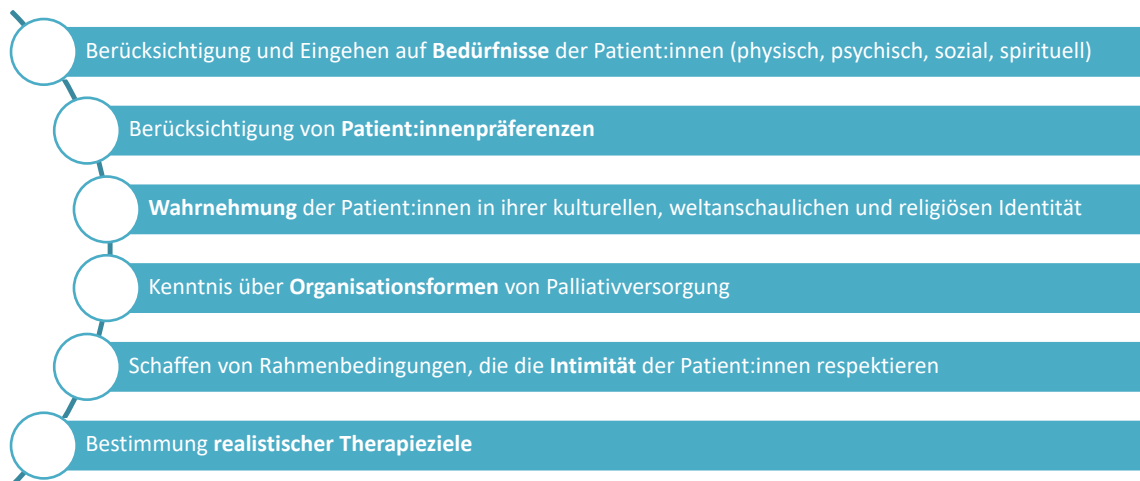 Berücksichtigung und Eingehen auf Bedürfnisse der Patient:innen (physisch, psychisch, sozial, spirituell)
Berücksichtigung von Patient:innenpräferenzen
Wahrnehmung der Patient:innen in ihrer kulturellen, weltanschaulichen und religiösen Identität
Kenntnis über Organisationsformen von Palliativversorgung
Schaffen von Rahmenbedingungen, die die Intimität der Patient:innen respektieren
Bestimmung realistischer Therapieziele